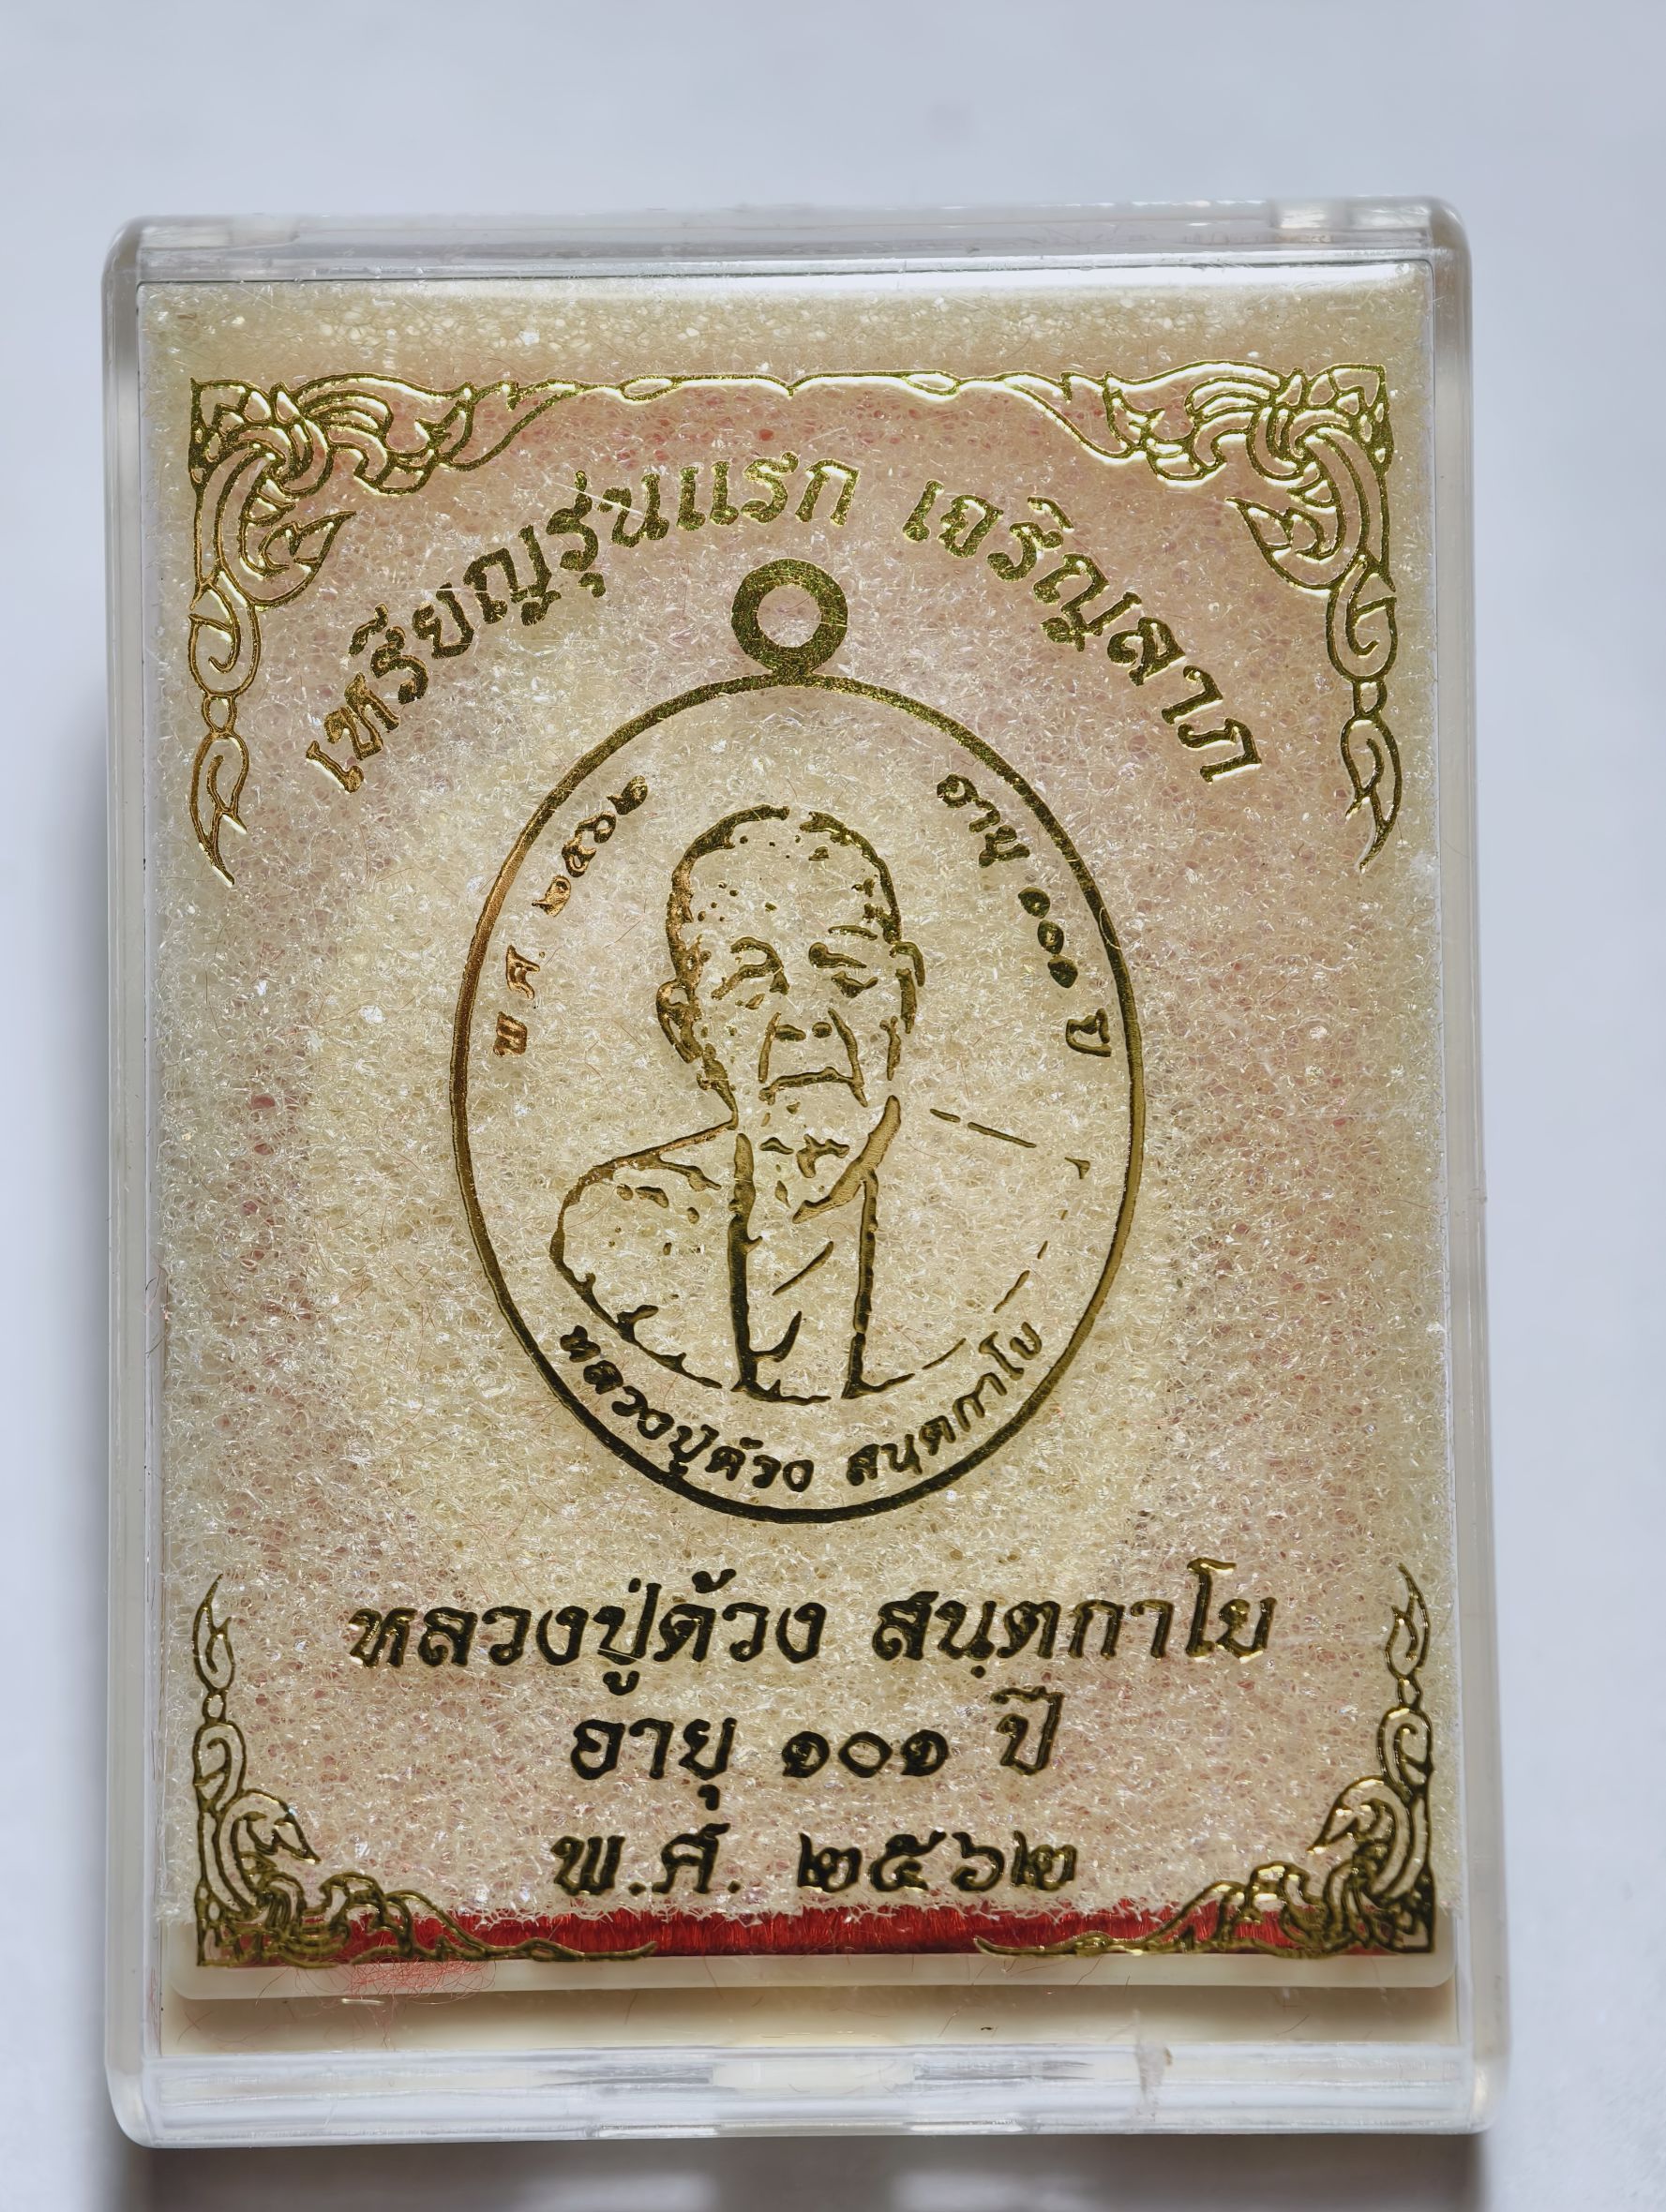 เหรียญรุ่นแรก เจริญลาภ
พ.ศ. ๒๕๖๒
อายุ ๑๐๑ ปี
หลวงปู่ด้วง สนฺตกาโย
หลวงปู่ด้วง สนฺตกาโย
อายุ ๑๐๑ ปี
พ.ศ. ๒๕๖๒